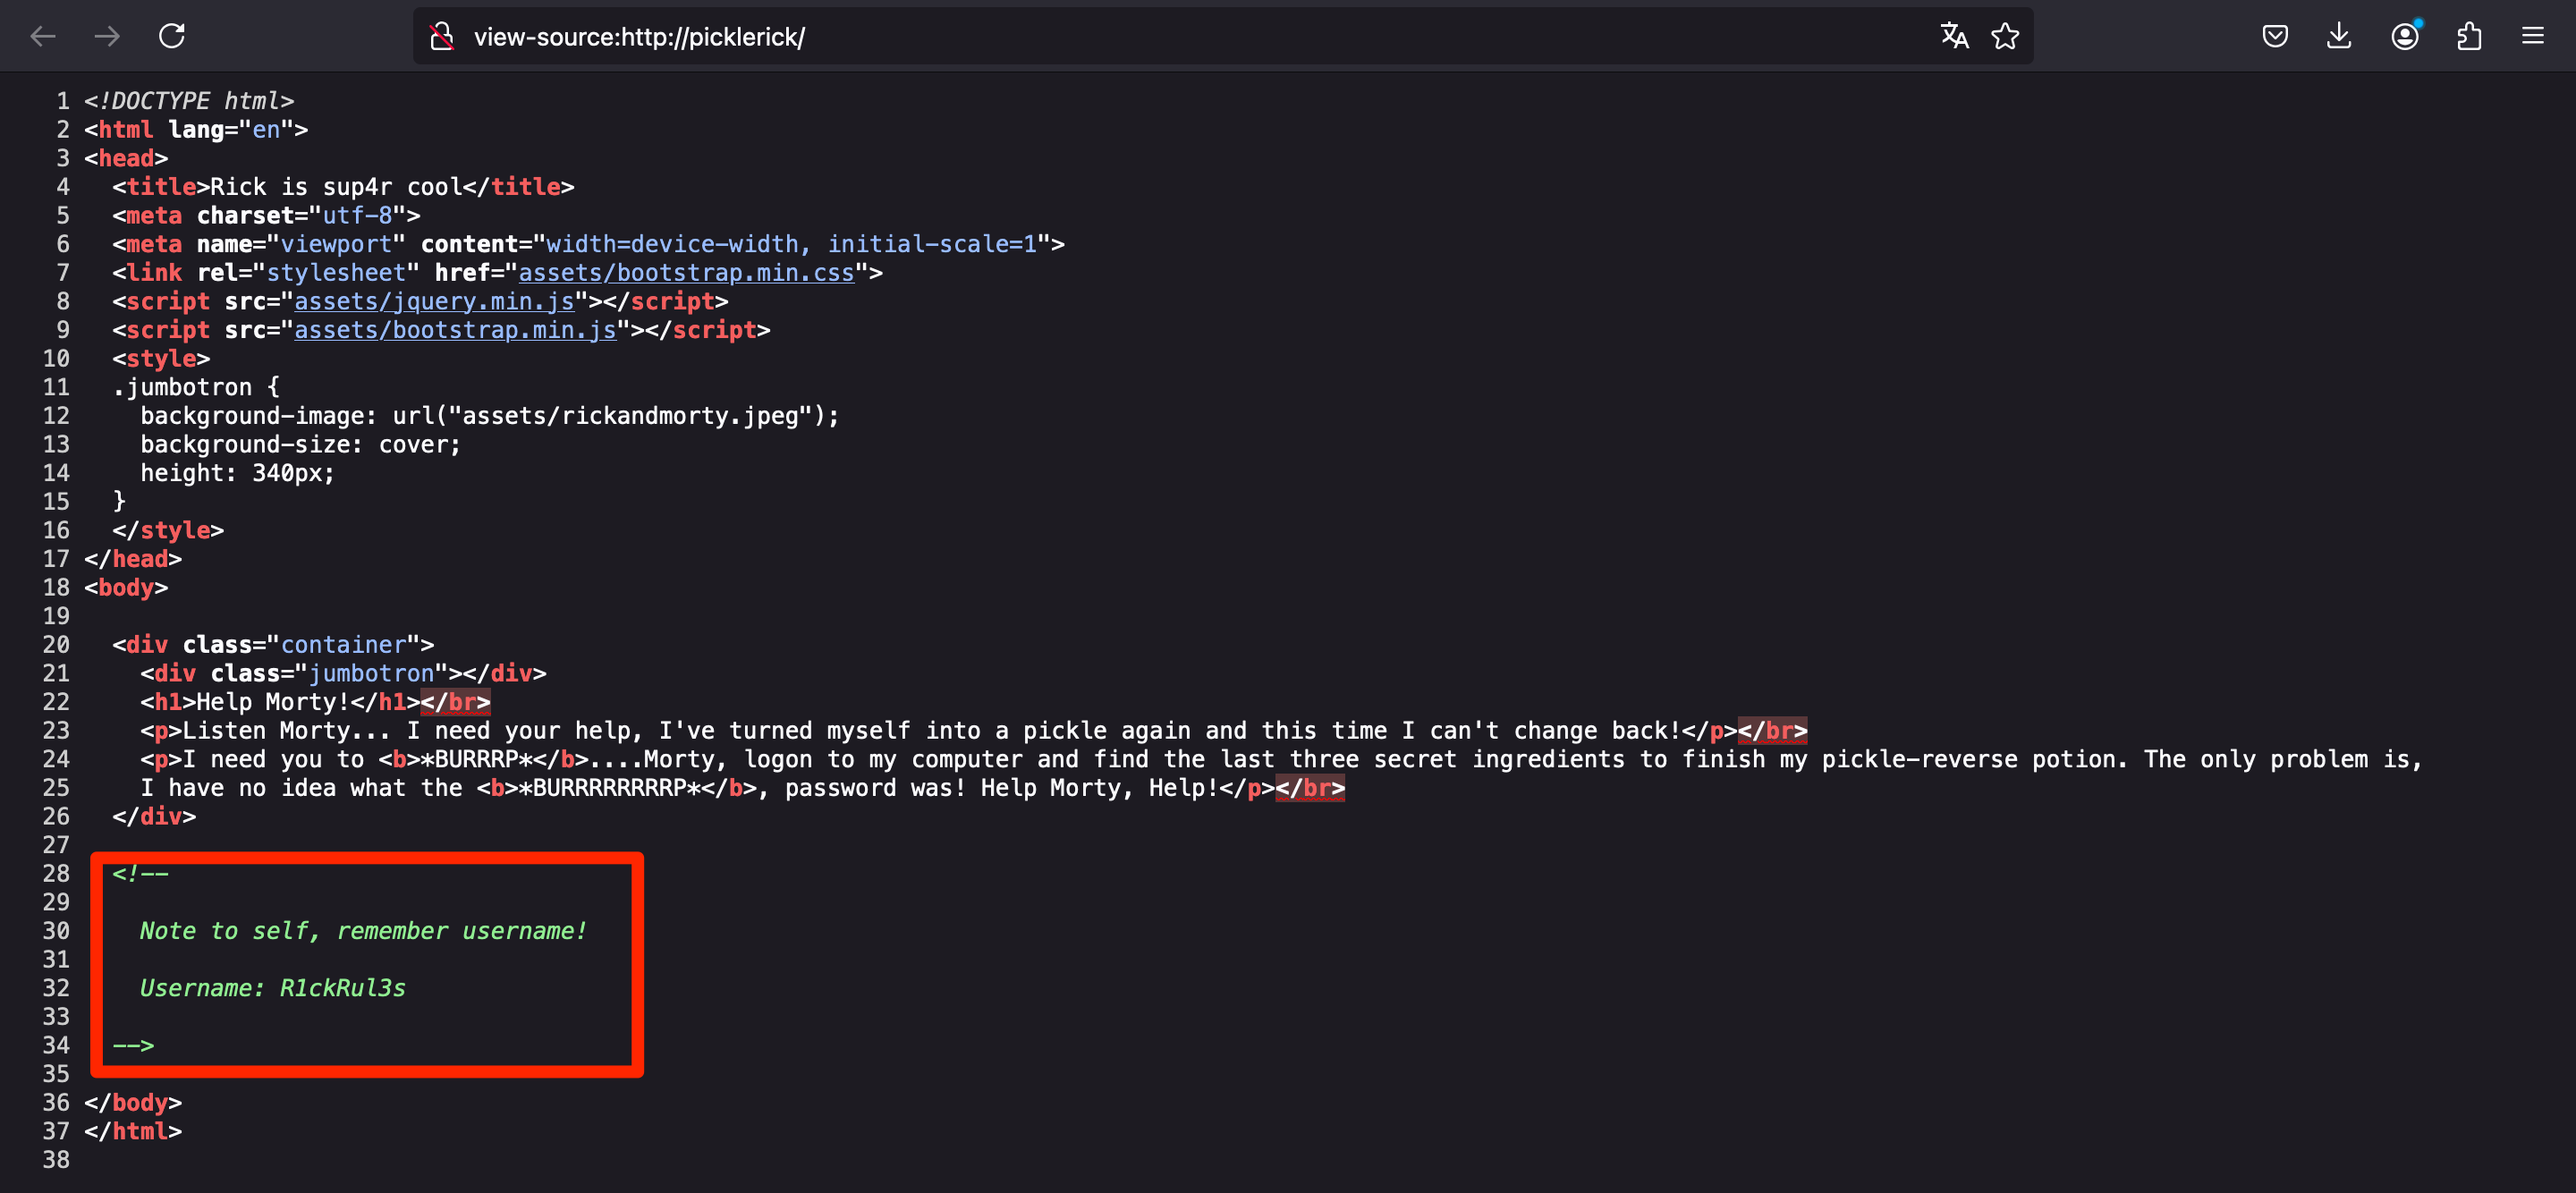 view-source:http://picklerick/
1 <!DOCTYPE html>
2 <html lang="en">
3 <head>
4   <title>Rick is sup4r cool</title>
5   <meta charset="utf-8">
6   <meta name="viewport" content="width=device-width, initial-scale=1">
7   <link rel="stylesheet" href="assets/bootstrap.min.css">
8   <script src="assets/jquery.min.js"></script>
9   <script src="assets/bootstrap.min.js"></script>
10   <style>
11   .jumbotron {
12     background-image: url("assets/rickandmorty.jpeg");
13     background-size: cover;
14     height: 340px;
15   }
16   </style>
17 </head>
18 <body>
19
20   <div class="container">
21     <div class="jumbotron"></div>
22     <h1>Help Morty!</h1></br>
23     <p>Listen Morty... I need your help, I've turned myself into a pickle again and this time I can't change back!</p></br>
24     <p>I need you to <b>*BURRRP*</b>....Morty, logon to my computer and find the last three secret ingredients to finish my pickle-reverse potion. The only problem is,
25     I have no idea what the <b>*BURRRRRRRRP*</b>, password was! Help Morty, Help!</p></br>
26   </div>
27
28   <!--
29
30     Note to self, remember username!
31
32     Username: R1ckRul3s
33
34   -->
35
36 </body>
37 </html>
38